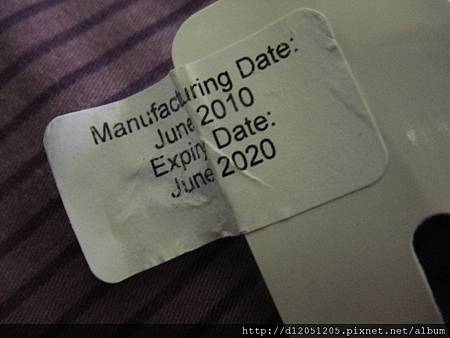 Manufacturing Date:
June 2010
Expiry Date:
June 2020
http://d12051205.pixnet.net/album